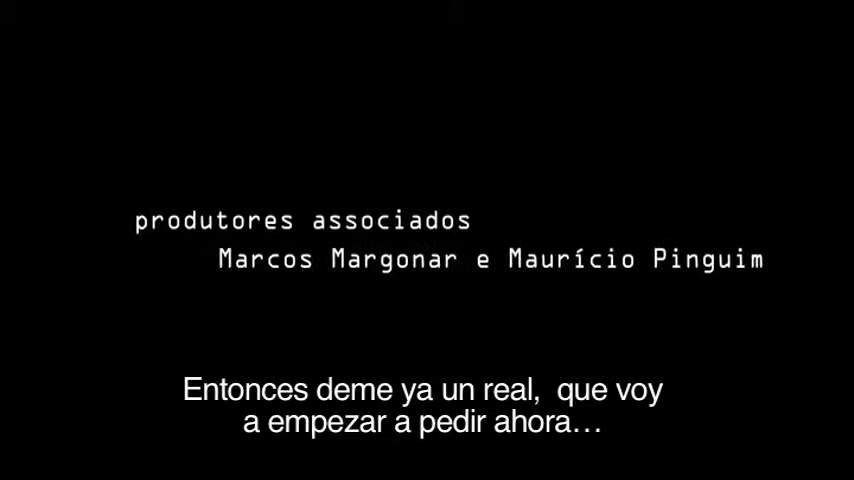 produtores associados
Marcos Margonar e Maurício Pinguim
Entonces deme ya un real,  que voy
a empezar a pedir ahora…